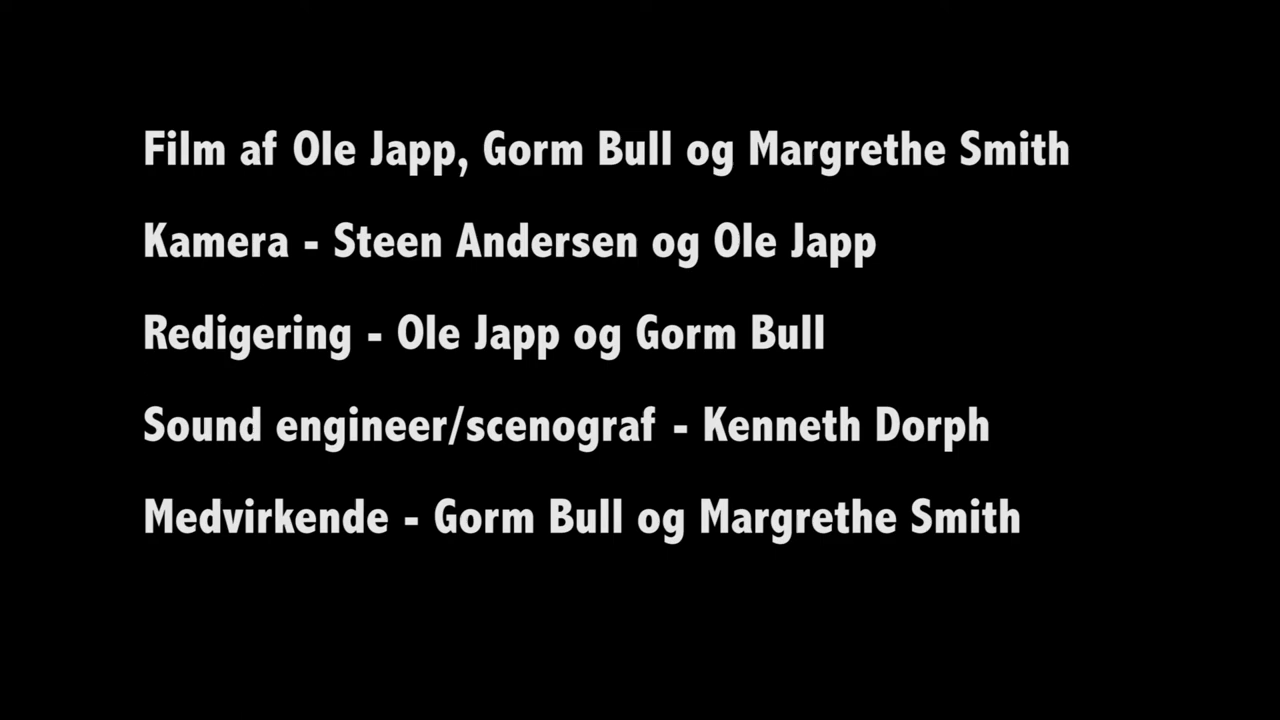 Film af Ole Japp, Gorm Bull og Margrethe Smith
Kamera - Steen Andersen og Ole Japp
Redigering - Ole Japp og Gorm Bull
Sound engineer/scenograf - Kenneth Dorph
Medvirkende - Gorm Bull og Margrethe Smith